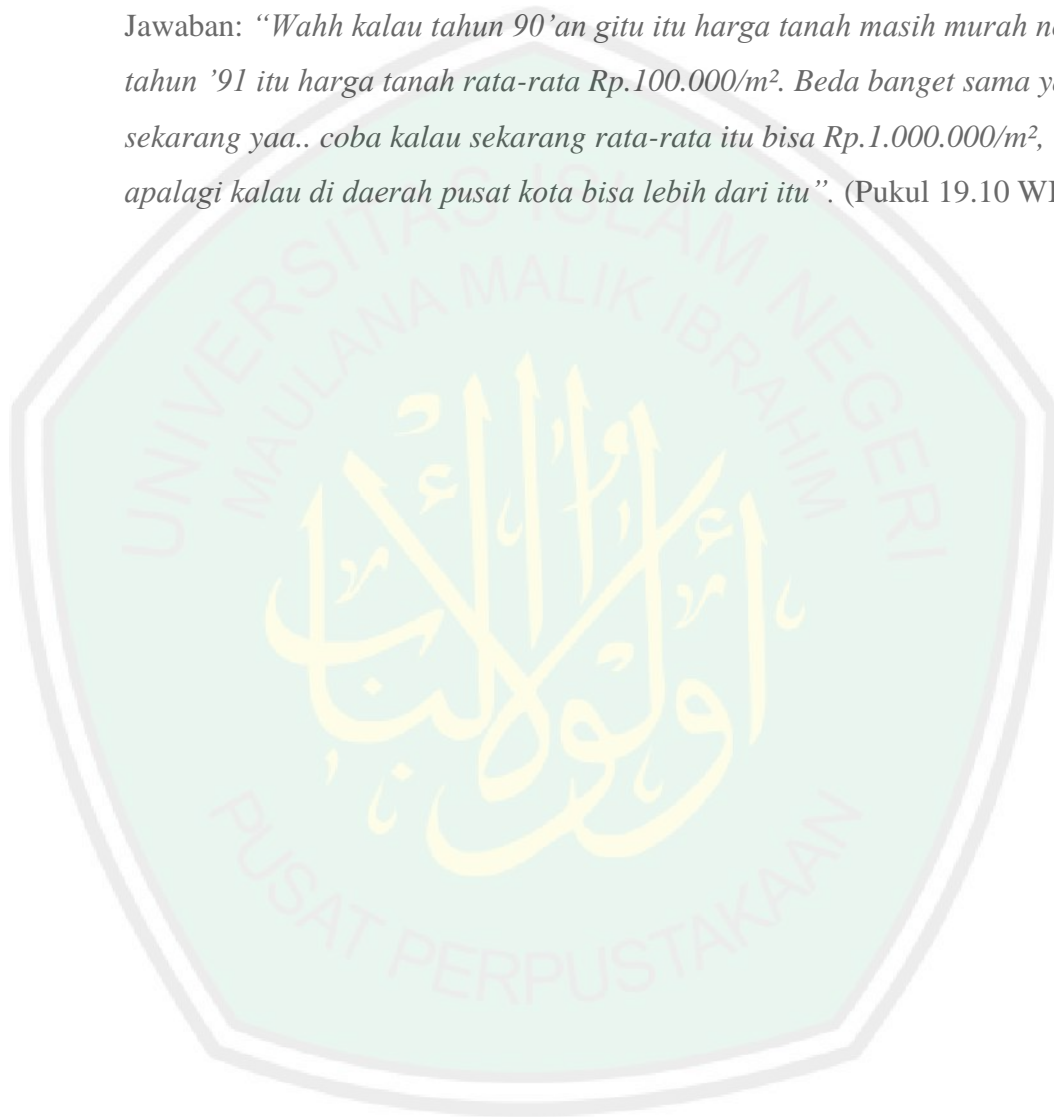 Jawaban: “Wahh kalau tahun 90’an gitu itu harga tanah masih murah
tahun ’91 itu harga tanah rata-rata Rp.100.000/m². Beda banget sama
sekarang yaa.. coba kalau sekarang rata-rata itu bisa Rp.1.000.000/m²,
apalagi kalau di daerah pusat kota bisa lebih dari itu”. (Pukul 19.10
UNIVERSITAS ISLAM NEGERI
MAULANA MALIK IBRAHIM
أولوا الألباب
PUSAT PERPUSTAKAAN